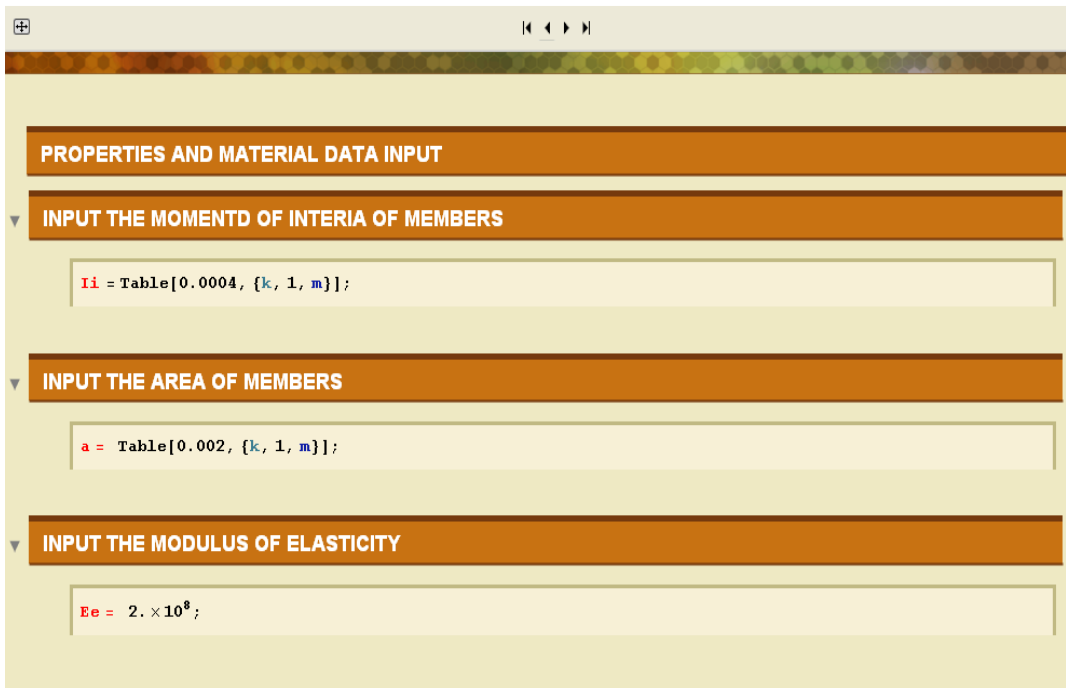 PROPERTIES AND MATERIAL DATA INPUT
INPUT THE MOMENTD OF INTERIA OF MEMBERS
Ii = Table[0.0004, {k, 1, m}];
INPUT THE AREA OF MEMBERS
a = Table[0.002, {k, 1, m}];
INPUT THE MODULUS OF ELASTICITY
Ee = 2. ×10⁸;